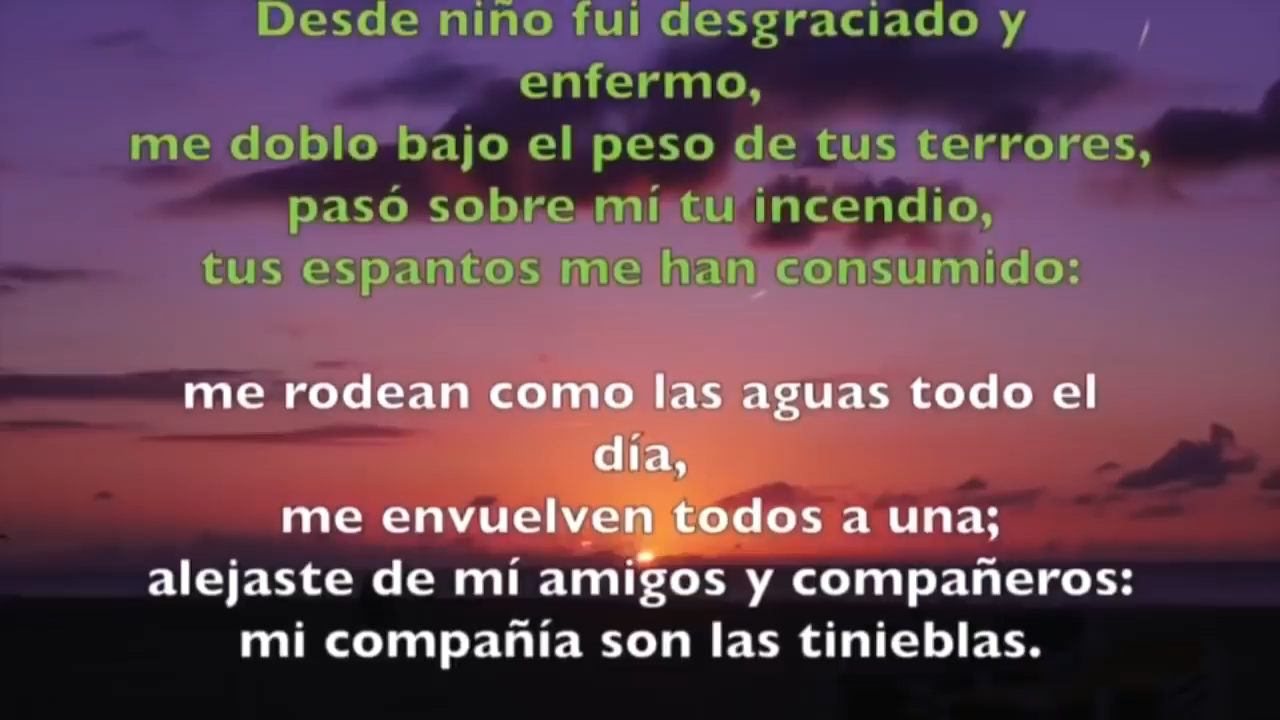 Desde niño fui desgraciado y
enfermo,
me doblo bajo el peso de tus terrores,
pasó sobre mí tu incendio,
tus espantos me han consumido:
me rodean como las aguas todo el
día,
me envuelven todos a una;
alejaste de mí amigos y compañeros:
mi compañía son las tinieblas.